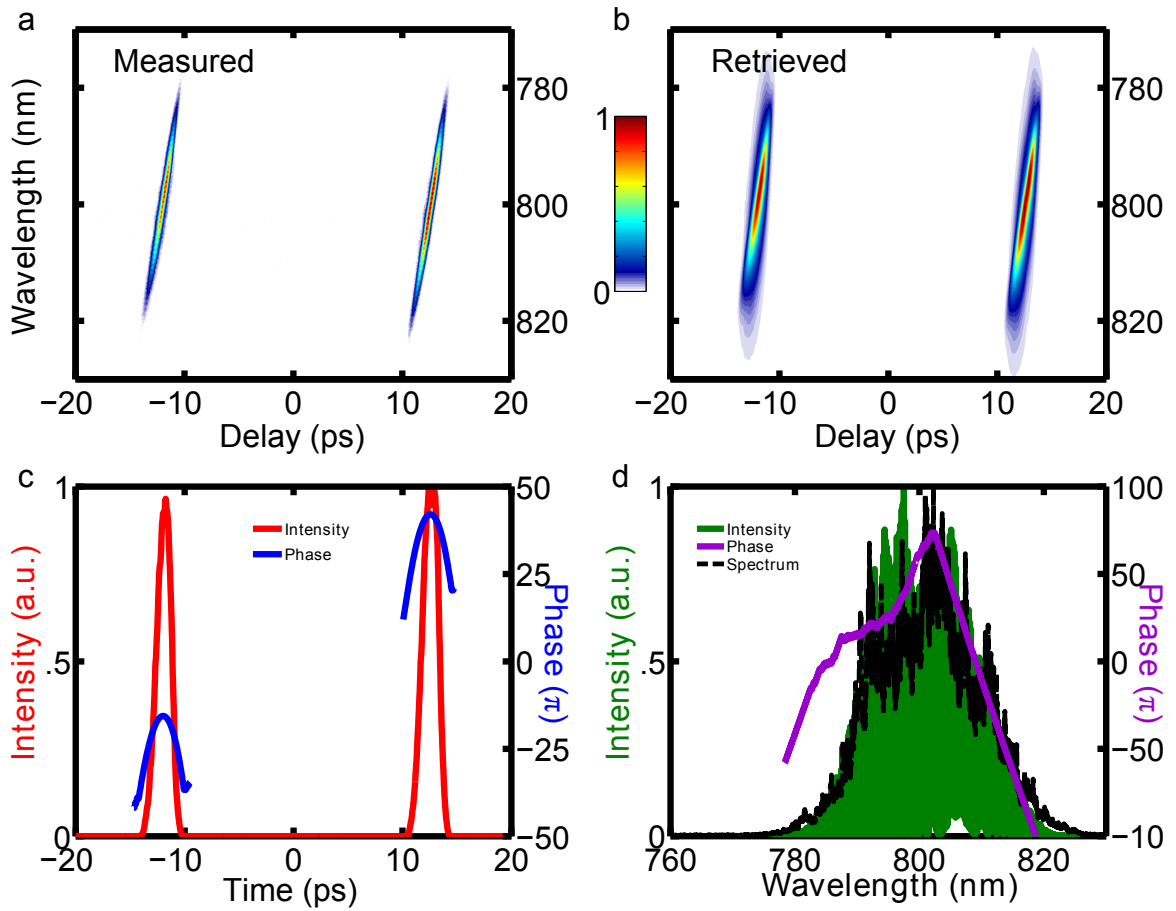 a
Measured
Wavelength (nm)
780
800
820
−20
−10
0
10
20
Delay (ps)
1
0
b
Retrieved
780
800
820
−20
−10
0
10
20
Delay (ps)
c
1
.5
0
Intensity (a.u.)
Intensity
Phase
50
25
0
−25
−50
Phase (π)
−20
−10
0
10
20
Time (ps)
d
1
.5
0
Intensity (a.u.)
Intensity
Phase
Spectrum
100
50
0
−50
−10
Phase (π)
760
780
800
820
Wavelength (nm)